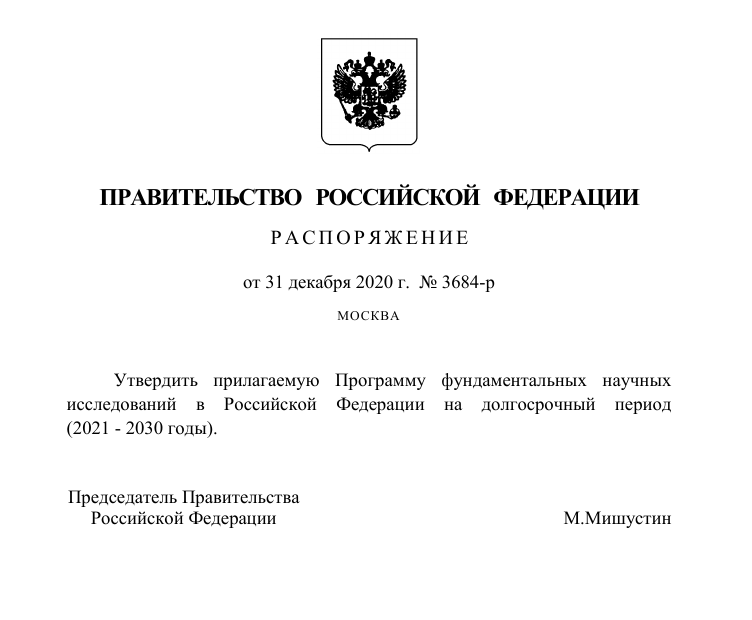 ПРАВИТЕЛЬСТВО РОССИЙСКОЙ ФЕДЕРАЦИИ
РАСПОРЯЖЕНИЕ
от 31 декабря 2020 г. № 3684-р
МОСКВА
Утвердить прилагаемую Программу фундаментальных научных
исследований в Российской Федерации на долгосрочный период
(2021 - 2030 годы).
Председатель Правительства
Российской Федерации М.Мишустин